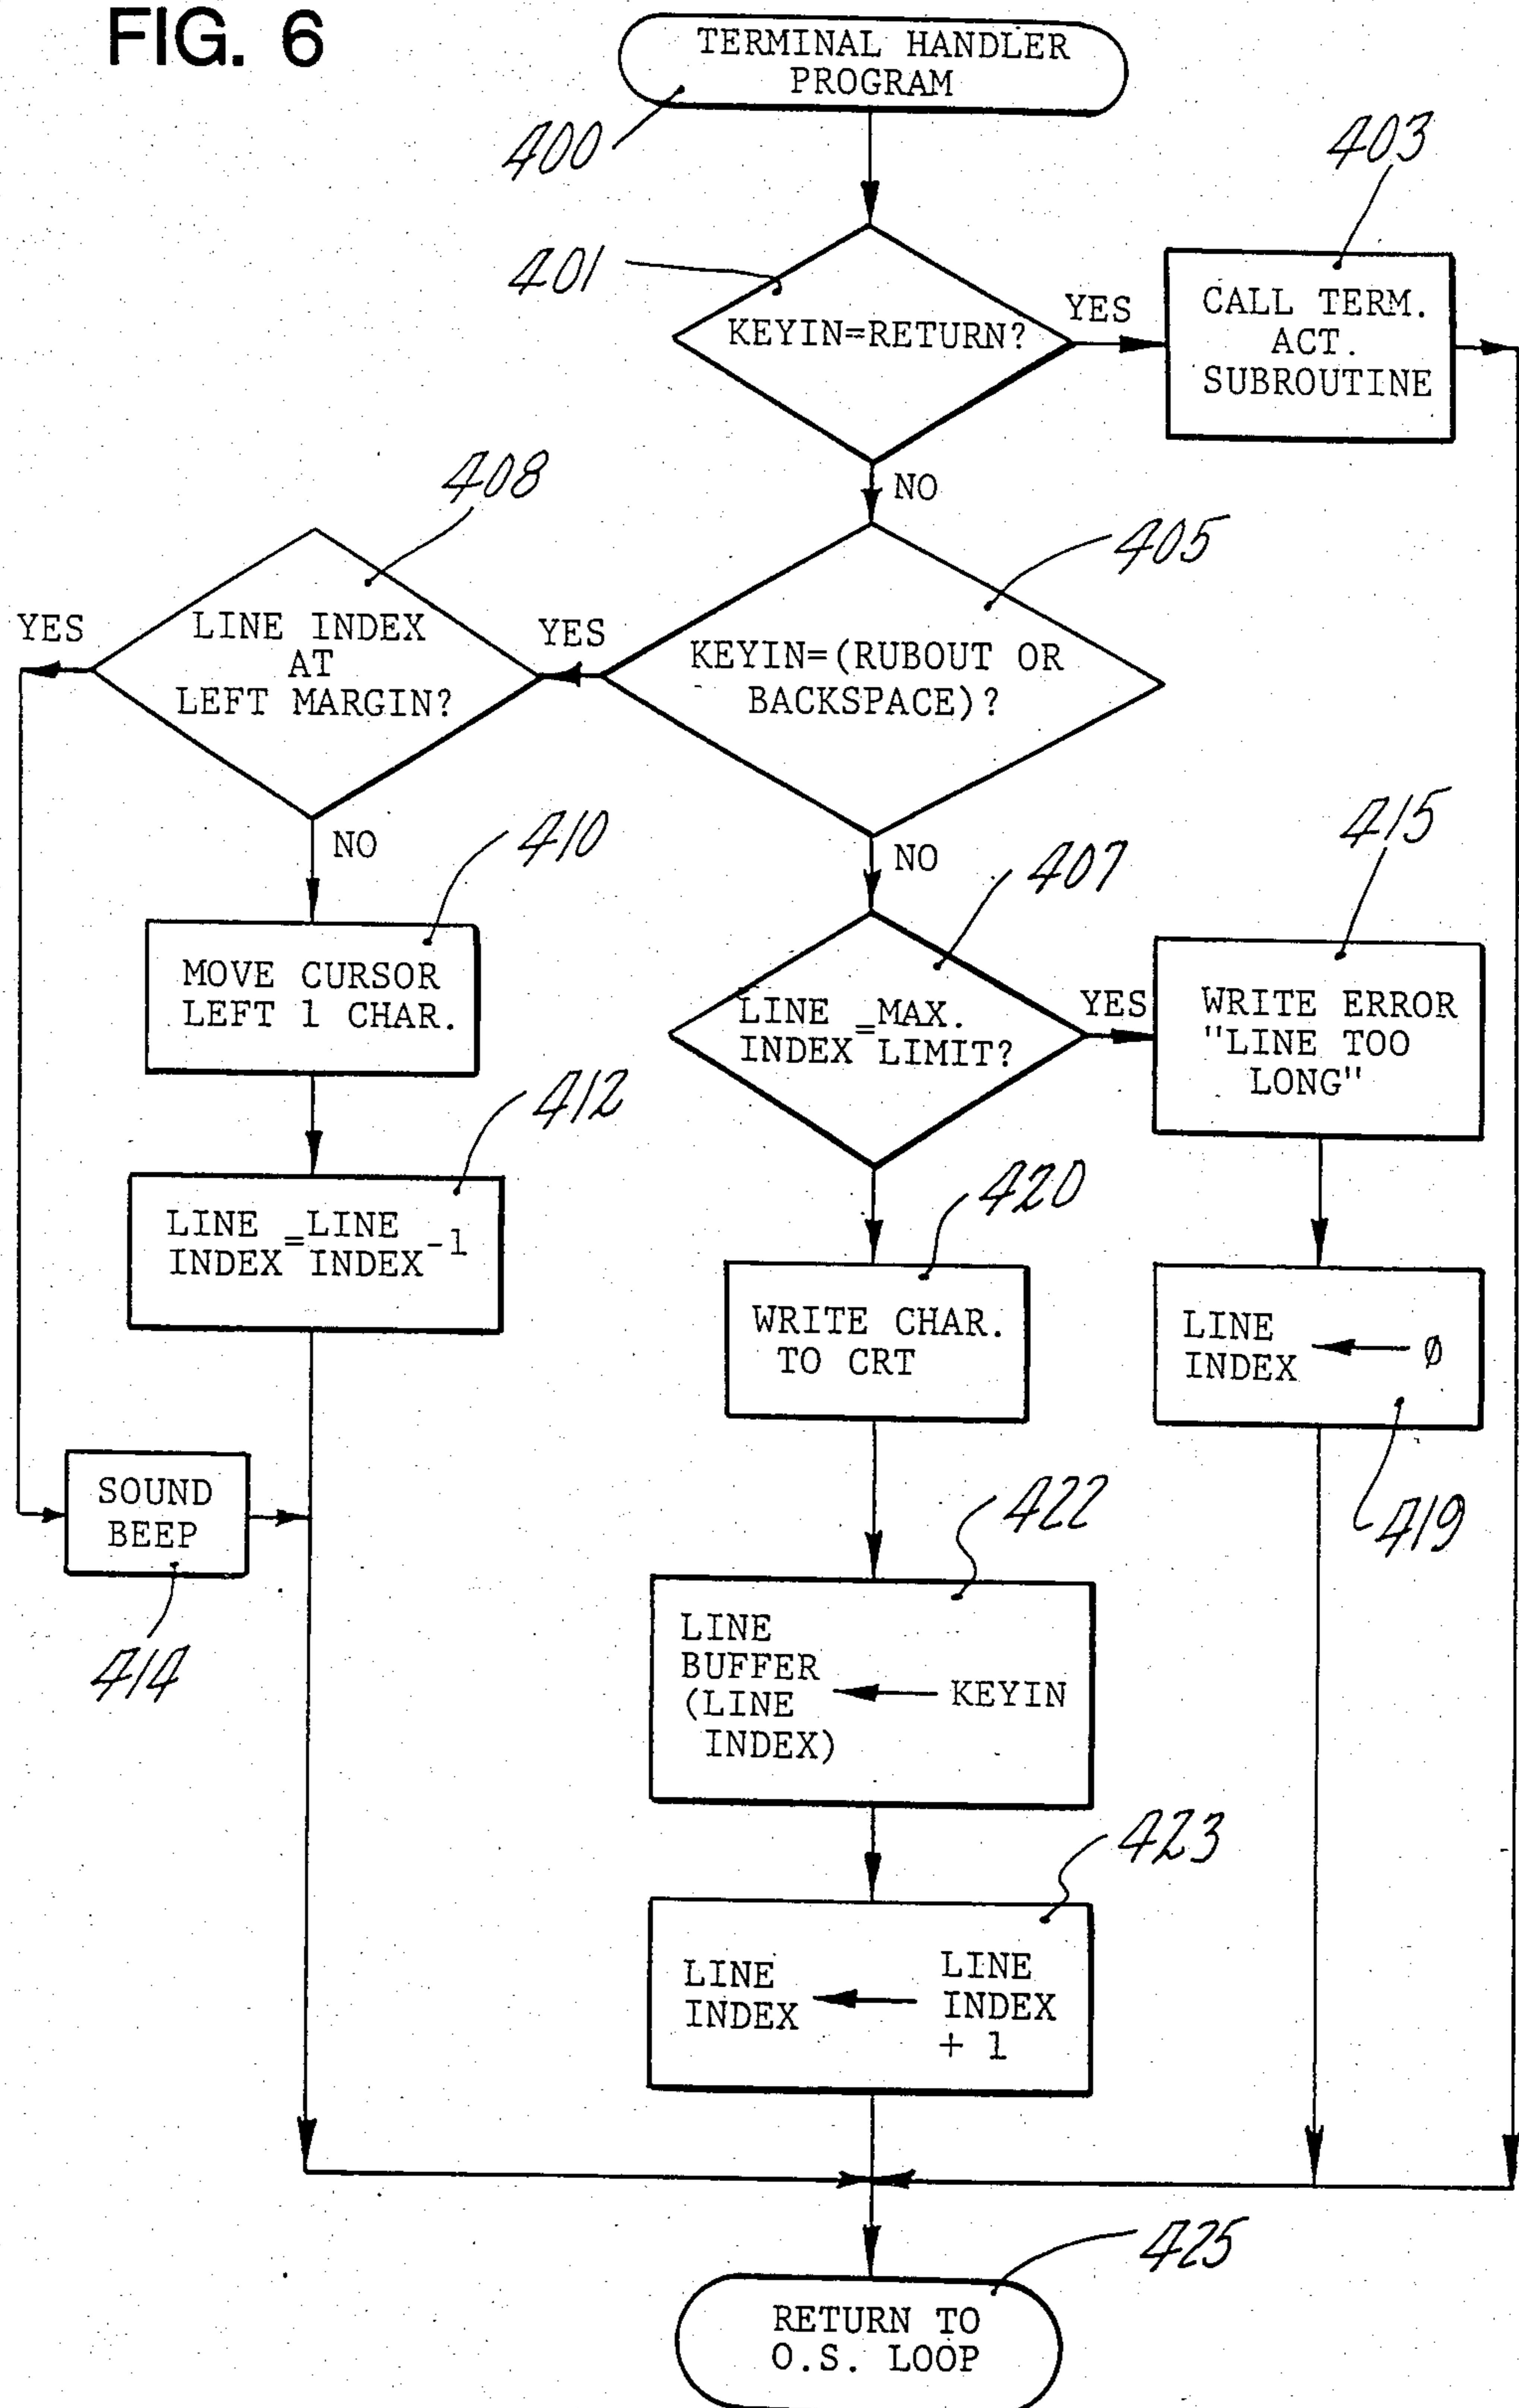 FIG. 6
TERMINAL HANDLER
PROGRAM
400
401
KEYIN=RETURN?
YES
403
CALL TERM.
ACT.
SUBROUTINE
NO
405
KEYIN=(RUBOUT OR
BACKSPACE)?
YES
408
LINE INDEX
AT
LEFT MARGIN?
YES
NO
410
MOVE CURSOR
LEFT 1 CHAR.
412
LINE = LINE
INDEX INDEX -1
SOUND
BEEP
414
NO
407
LINE = MAX.
INDEX LIMIT?
YES
415
WRITE ERROR
"LINE TOO
LONG"
LINE
INDEX ← ∅
419
420
WRITE CHAR.
TO CRT
422
LINE
BUFFER
(LINE ← KEYIN
INDEX)
423
LINE
INDEX
←
LINE
INDEX
+ 1
425
RETURN TO
O.S. LOOP